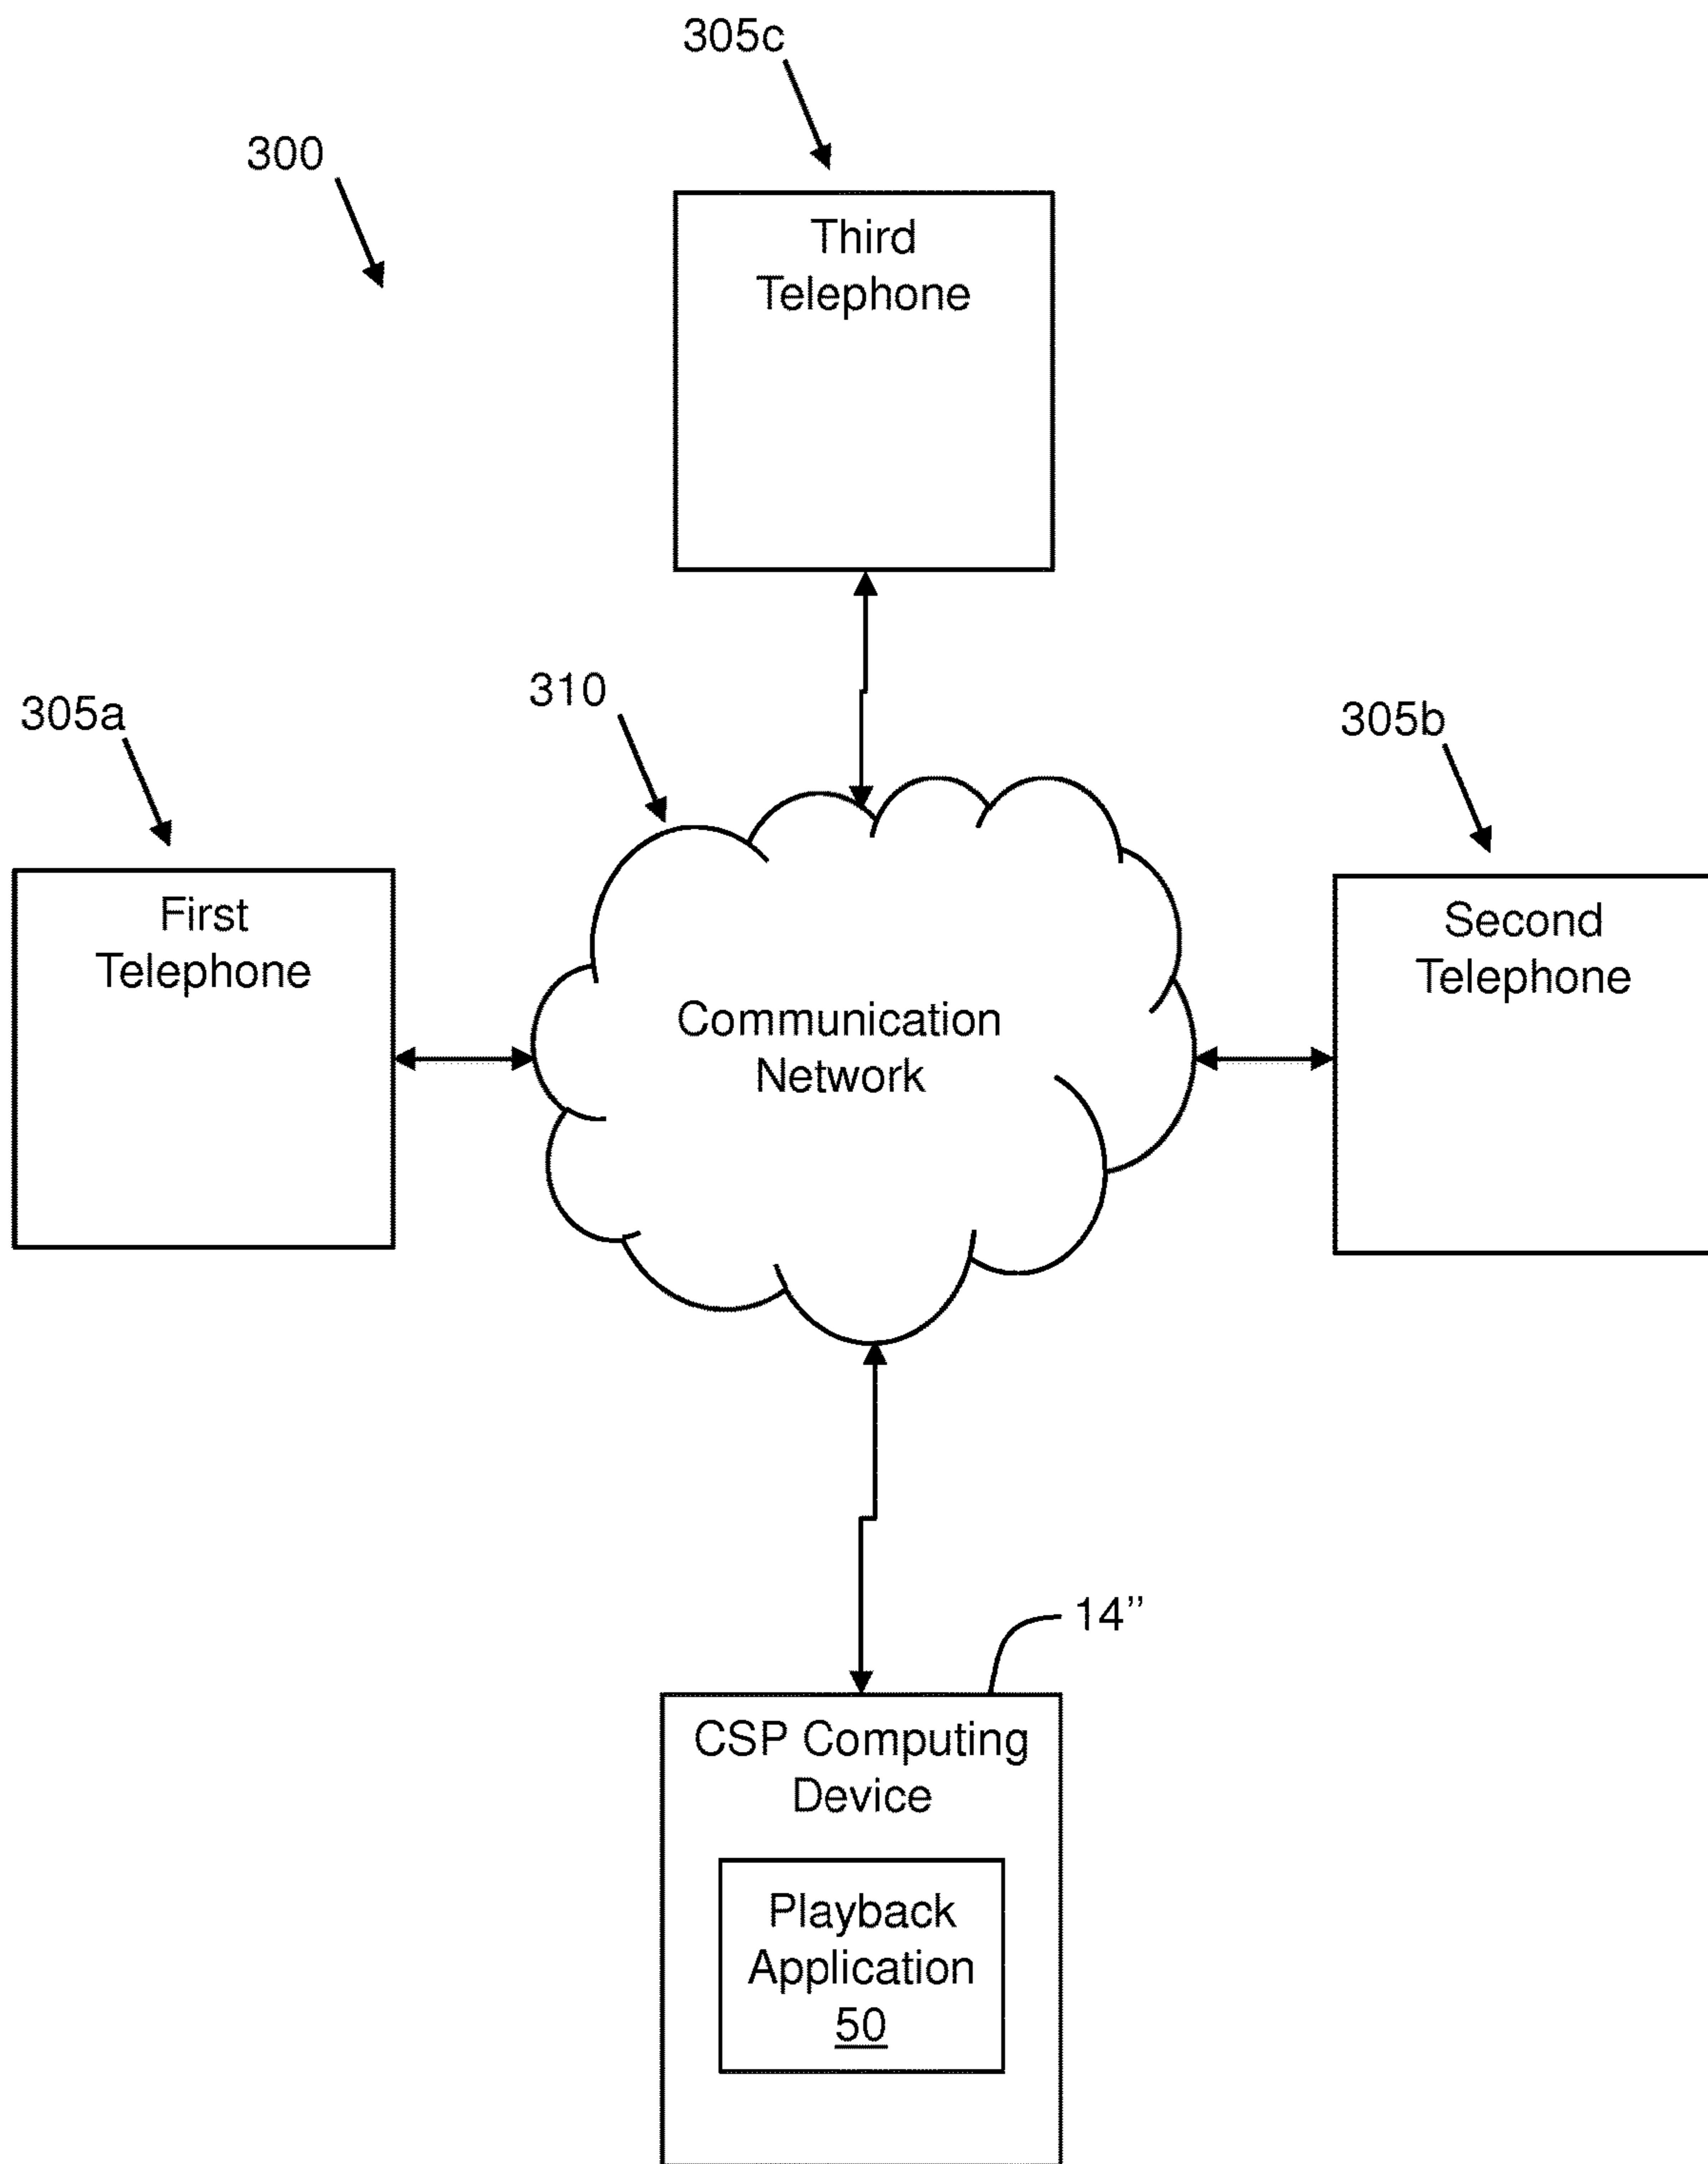 305c
300
Third
Telephone
310
305a
305b
First
Telephone
Second
Telephone
Communication
Network
14”
CSP Computing
Device
Playback
Application
50